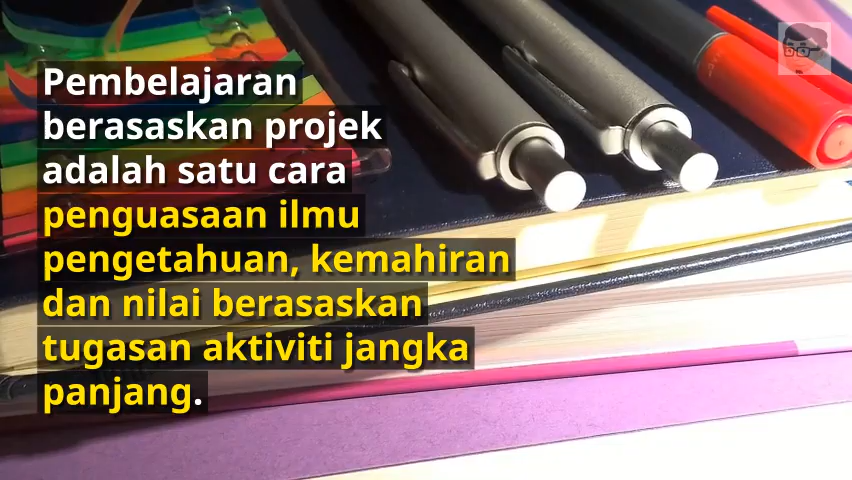 Pembelajaran
berasaskan projek
adalah satu cara
penguasaan ilmu
pengetahuan, kemahiran
dan nilai berasaskan
tugasan aktiviti jangka
panjang.